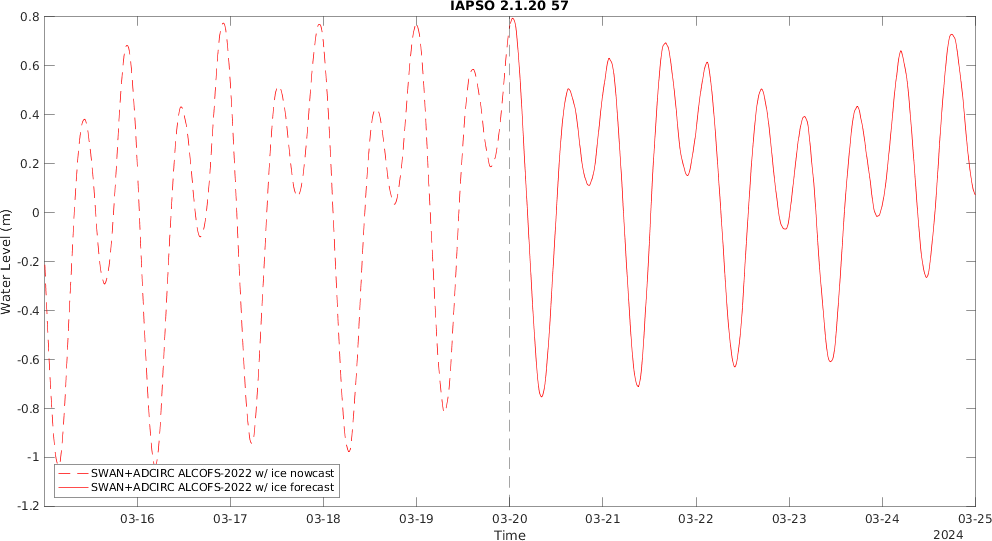 IAPSO 2.1.20 57
0.8
0.6
0.4
0.2
0
-0.2
-0.4
-0.6
-0.8
-1
-1.2
Water Level (m)
SWAN+ADCIRC ALCOFS-2022 w/ ice nowcast
SWAN+ADCIRC ALCOFS-2022 w/ ice forecast
03-16 03-17 03-18 03-19 03-20 03-21 03-22 03-23 03-24 03-25
Time
2024